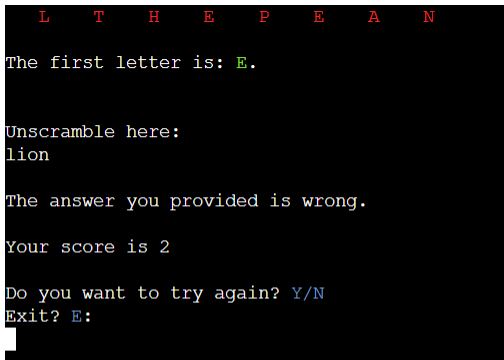 L T H E P E A N
The first letter is: E.
Unscramble here:
lion
The answer you provided is wrong.
Your score is 2
Do you want to try again? Y/N
Exit? E: